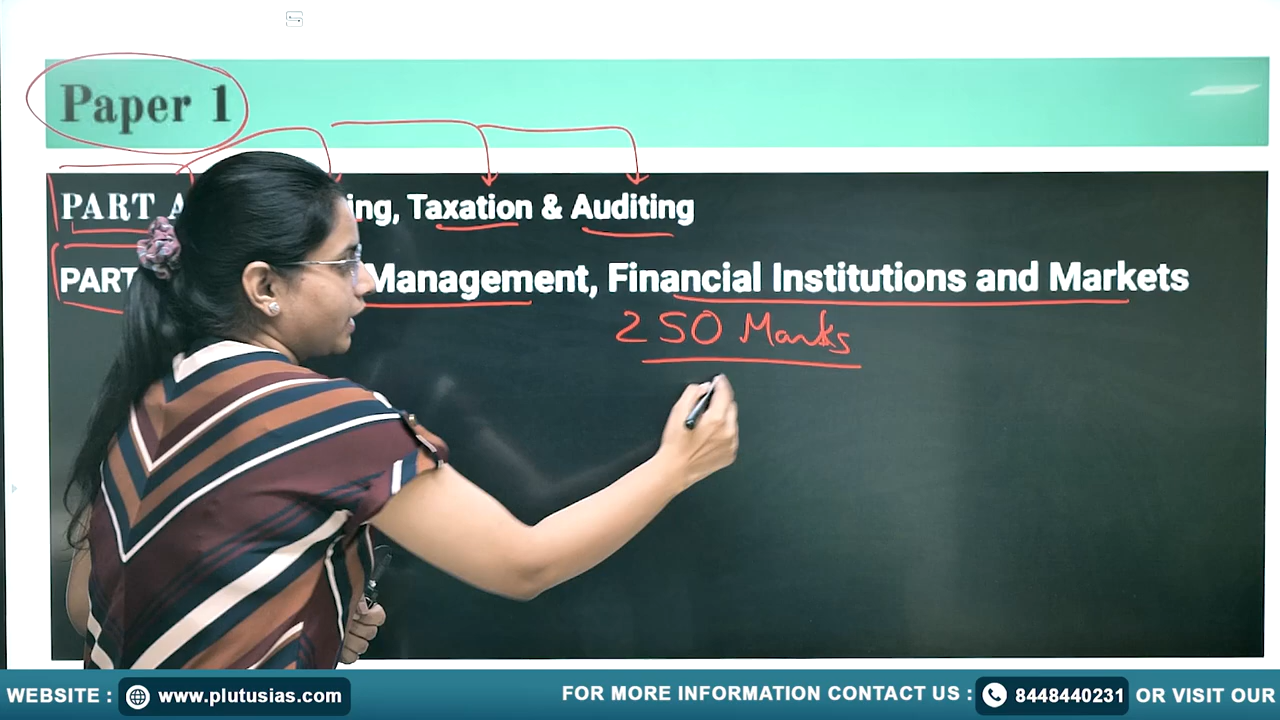 Paper 1
PART A ing, Taxation & Auditing
PART Management, Financial Institutions and Markets
250 Marks
WEBSITE : www.plutusias.com FOR MORE INFORMATION CONTACT US : 8448440231 OR VISIT OUR